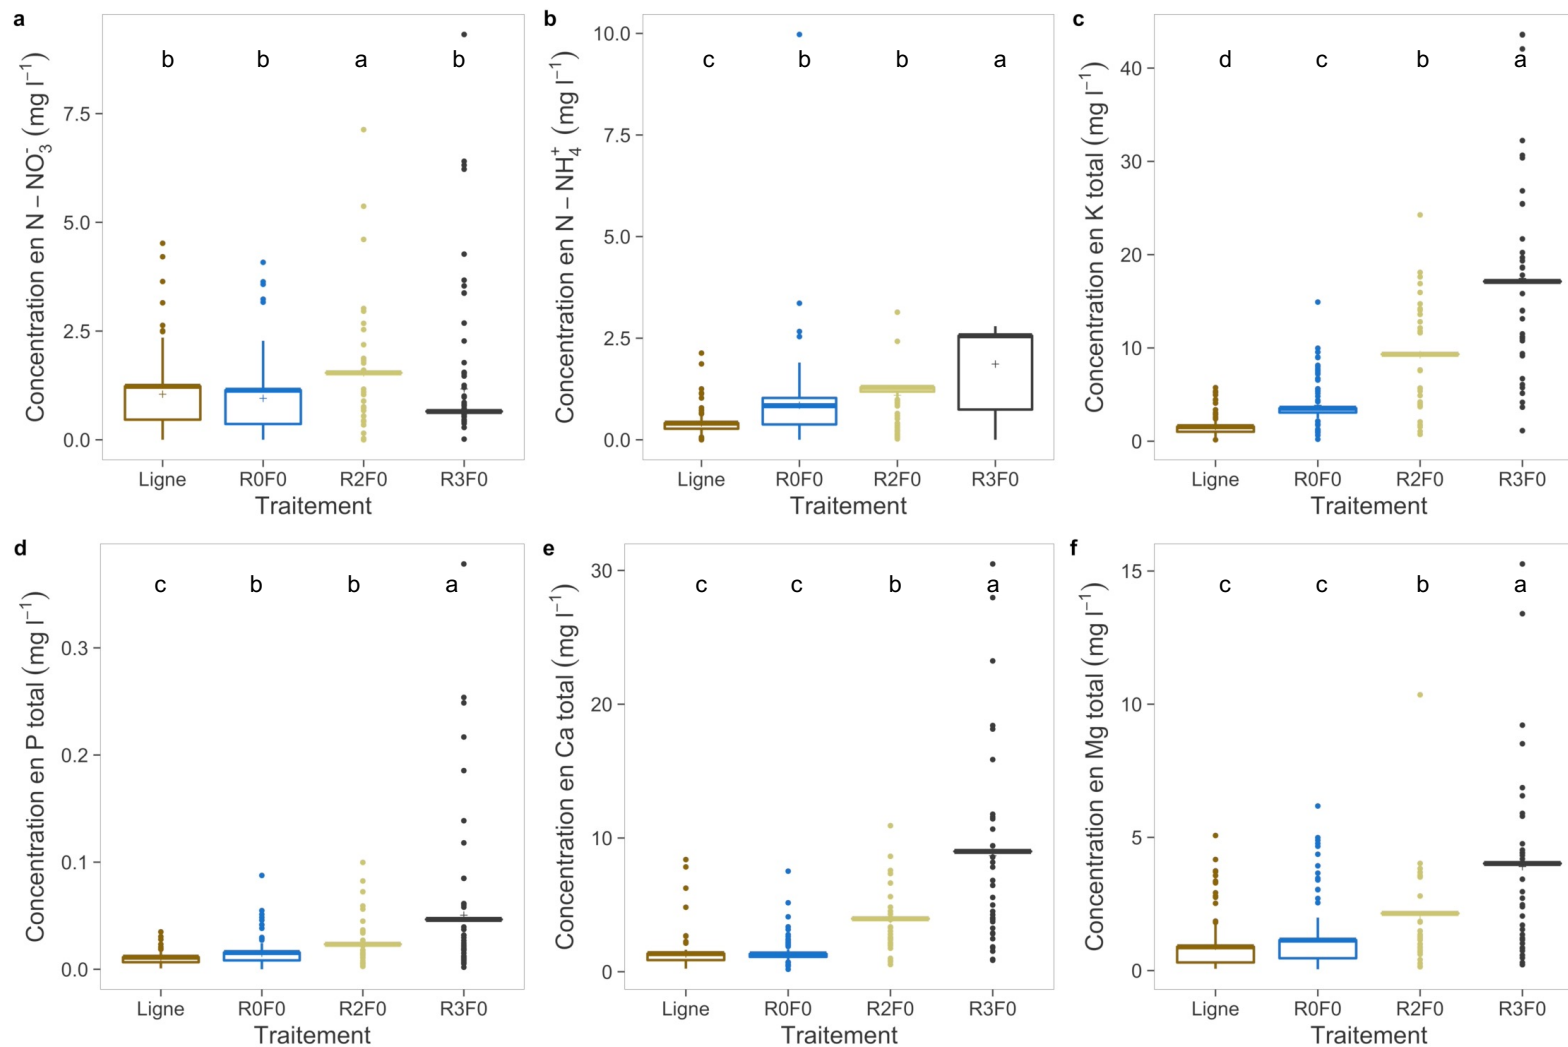 a
Concentration en N – NO₃⁻ (mg l⁻¹)
b b a b
7.5
5.0
2.5
0.0
Ligne R0F0 R2F0 R3F0
Traitement
b
Concentration en N – NH₄⁺ (mg l⁻¹)
c b b a
10.0
7.5
5.0
2.5
0.0
Ligne R0F0 R2F0 R3F0
Traitement
c
Concentration en K total (mg l⁻¹)
d c b a
40
30
20
10
0
Ligne R0F0 R2F0 R3F0
Traitement
d
Concentration en P total (mg l⁻¹)
c b b a
0.3
0.2
0.1
0.0
Ligne R0F0 R2F0 R3F0
Traitement
e
Concentration en Ca total (mg l⁻¹)
c c b a
30
20
10
0
Ligne R0F0 R2F0 R3F0
Traitement
f
Concentration en Mg total (mg l⁻¹)
c c b a
15
10
5
0
Ligne R0F0 R2F0 R3F0
Traitement